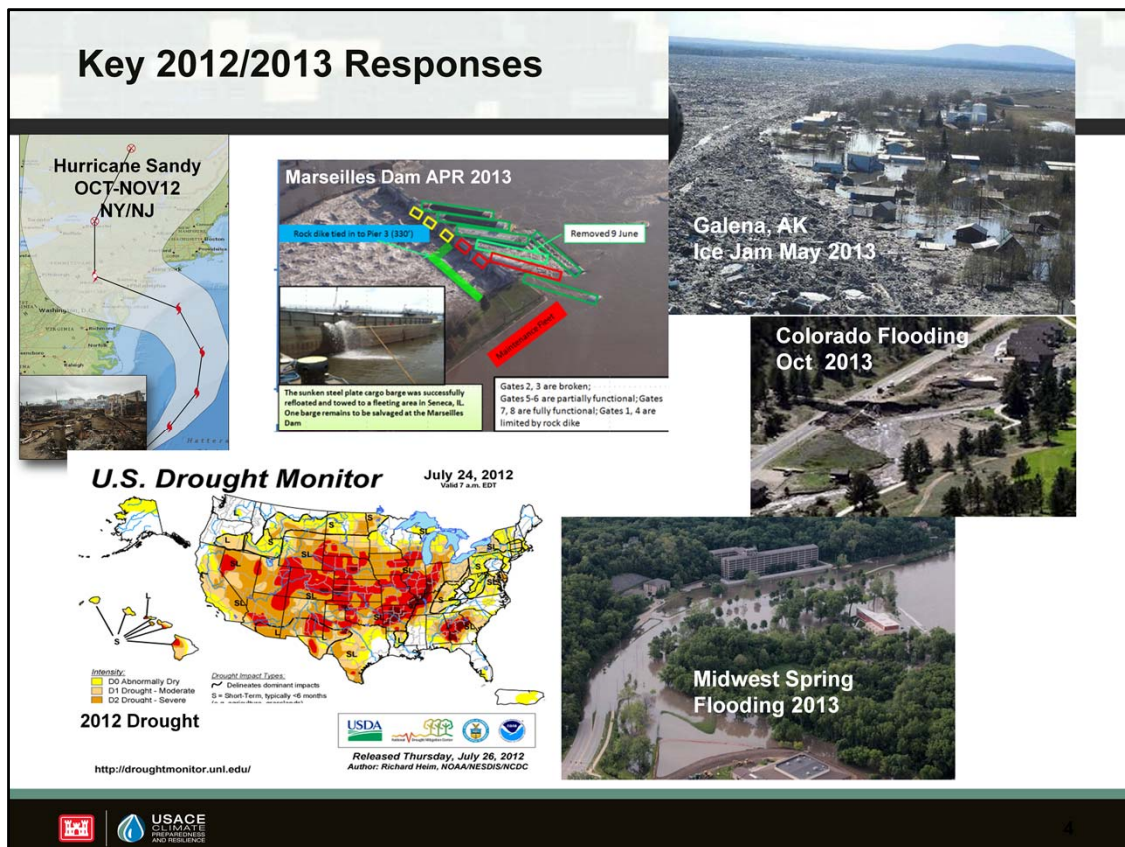 Key 2012/2013 Responses
Hurricane Sandy
OCT-NOV12
NY/NJ
Marseilles Dam APR 2013
Rock dike tied in to Pier 3 (330')
Removed 9 June
Maintenance Fleet
The sunken steel plate cargo barge was successfully
refloated and towed to a fleeting area in Seneca, IL.
One barge remains to be salvaged at the Marseilles
Dam
Gates 2, 3 are broken;
Gates 5-6 are partially functional; Gates
7, 8 are fully functional; Gates 1, 4 are
limited by rock dike
Galena, AK
Ice Jam May 2013
Colorado Flooding
Oct 2013
U.S. Drought Monitor
July 24, 2012
Valid 7 a.m. EDT
Intensity:
D0 Abnormally Dry
D1 Drought - Moderate
D2 Drought - Severe
Drought Impact Types:
Delineates dominant impacts
S = Short-Term, typically <6 months
2012 Drought
USDA
National Drought Mitigation Center
Released Thursday, July 26, 2012
Author: Richard Heim, NOAA/NESDIS/NCDC
http://droughtmonitor.unl.edu/
Midwest Spring
Flooding 2013
USACE
CLIMATE
PREPAREDNESS
AND RESILIENCE
4